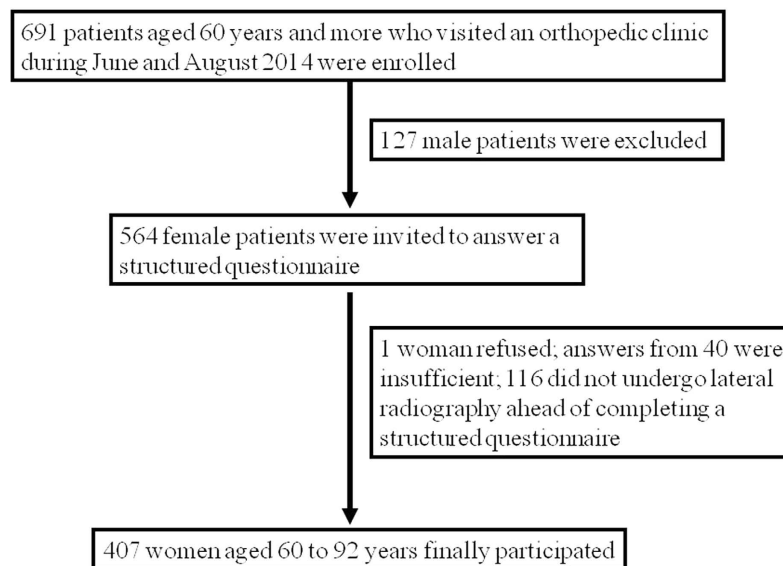 691 patients aged 60 years and more who visited an orthopedic clinic
during June and August 2014 were enrolled
127 male patients were excluded
564 female patients were invited to answer a
structured questionnaire
1 woman refused; answers from 40 were
insufficient; 116 did not undergo lateral
radiography ahead of completing a
structured questionnaire
407 women aged 60 to 92 years finally participated